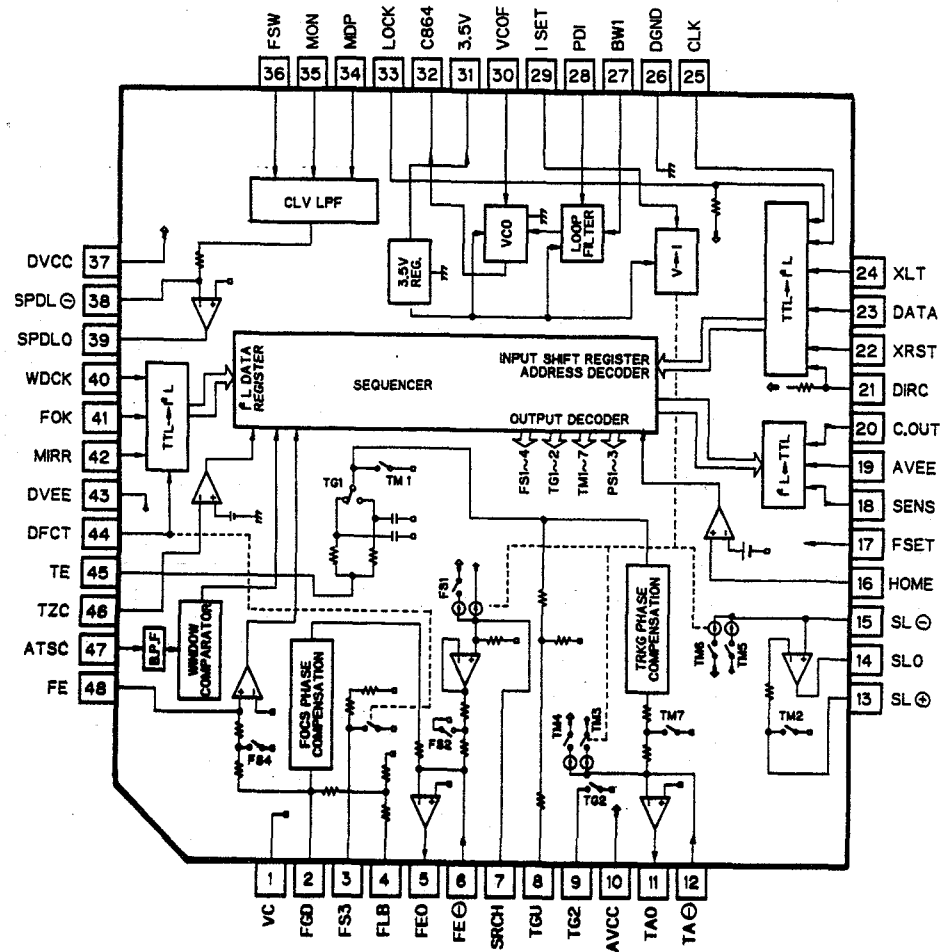 FSW
MON
MDP
LOCK
C864
3.5V
VCOF
I SET
PDI
BW1
DGND
CLK
36
35
34
33
32
31
30
29
28
27
26
25
CLV LPF
3.5V
REG.
VCO
LOOP
FILTER
V↔I
TTL↔I²L
DVCC
37
SPDL ⊖
38
SPDLO
39
WDCK
40
FOK
41
MIRR
42
DVEE
43
DFCT
44
TE
45
TZC
46
ATSC
47
FE
48
24
XLT
23
DATA
22
XRST
21
DiRC
20
C.OUT
19
AVEE
18
SENS
17
FSET
16
HOME
15
SL ⊖
14
SLO
13
SL ⊕
TTL↔I²L
I²L DATA
REGISTER
SEQUENCER
INPUT SHIFT REGISTER
ADDRESS DECODER
OUTPUT DECODER
I²L↔TTL
FS1~4
TG1~2
TM1~7
PS1~3
TG1
TM 1
B.P.F
WINDOW
COMPARATOR
FS4
FOCS PHASE
COMPENSATION
FS1
TRKG PHASE
COMPENSATION
TM6
TM5
TM2
TM7
TM4
TM3
TG2
1
2
3
4
5
6
7
8
9
10
11
12
VC
FGD
FS3
FLB
FEO
FE ⊖
SRCH
TGU
TG2
AVCC
TAO
TA ⊖